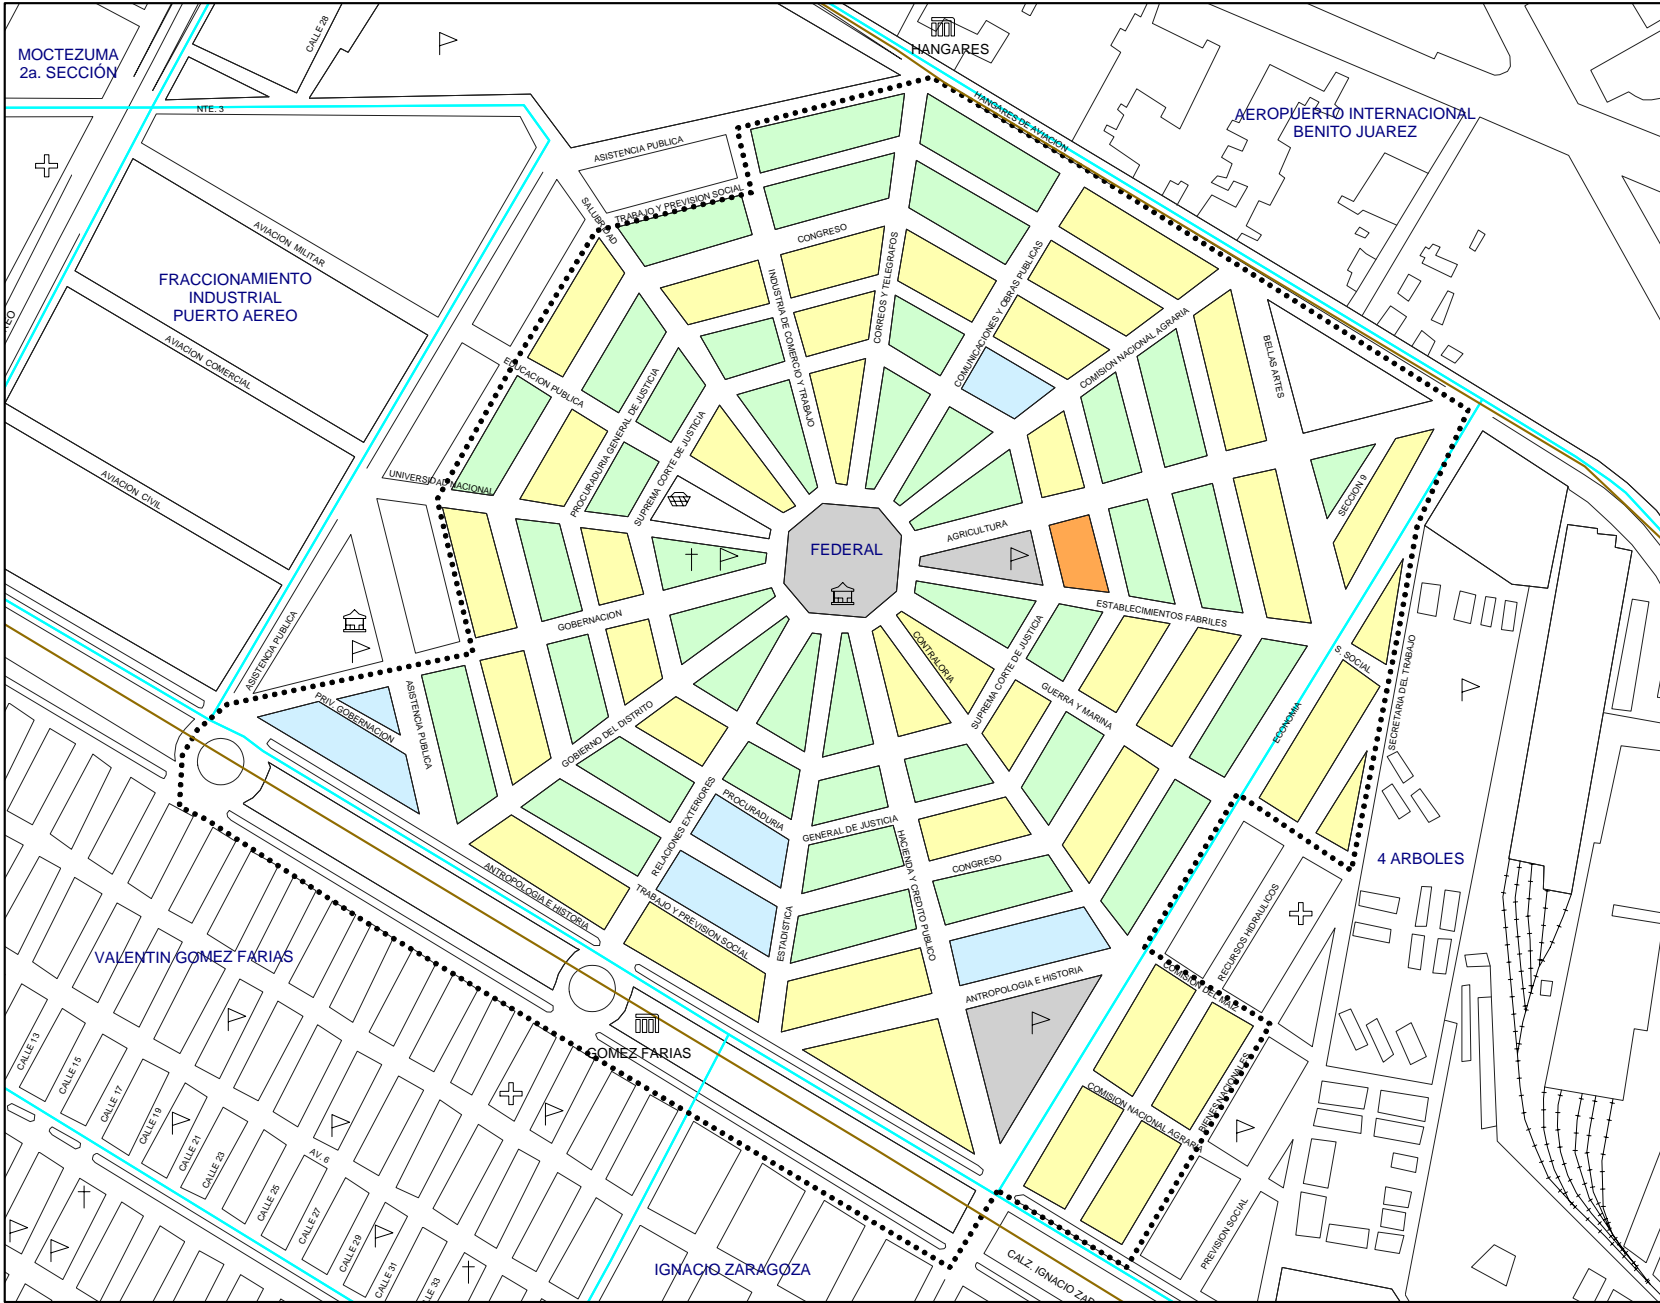 MOCTEZUMA
2a. SECCIÓN
CALLE 28
HANGARES
HANGARES DE AVIACION
AEROPUERTO INTERNACIONAL
BENITO JUAREZ
NTE. 3
ASISTENCIA PUBLICA
TRABAJO Y PREVISION SOCIAL
SALUBRIDAD
AVIACION MILITAR
FRACCIONAMIENTO
INDUSTRIAL
PUERTO AEREO
AVIACION COMERCIAL
AVIACION CIVIL
CONGRESO
INDUSTRIA DE COMERCIO Y TRABAJO
CORREOS Y TELEGRAFOS
COMUNICACIONES Y OBRAS PUBLICAS
COMISION NACIONAL AGRARIA
BELLAS ARTES
EDUCACION PUBLICA
PROCURADURIA GENERAL DE JUSTICIA
SUPREMA CORTE DE JUSTICIA
UNIVERSIDAD NACIONAL
SECCION 9
AGRICULTURA
FEDERAL
ESTABLECIMIENTOS FABRILES
GOBERNACION
CONTRALORIA
SUPREMA CORTE DE JUSTICIA
GUERRA Y MARINA
S. SOCIAL
SECRETARIA DEL TRABAJO
ECONOMIA
ASISTENCIA PUBLICA
PRIV. GOBERNACION
ASISTENCIA PUBLICA
GOBIERNO DEL DISTRITO
RELACIONES EXTERIORES
PROCURADURIA
GENERAL DE JUSTICIA
HACIENDA Y CREDITO PUBLICO
CONGRESO
4 ARBOLES
ANTROPOLOGIA E HISTORIA
TRABAJO Y PREVISION SOCIAL
ESTADISTICA
ANTROPOLOGIA E HISTORIA
RECURSOS HIDRAULICOS
COMISION DEL MAIZ
VALENTIN GOMEZ FARIAS
GOMEZ FARIAS
COMISION NACIONAL AGRARIA
BIENES NACIONALES
PREVISION SOCIAL
CALLE 13
CALLE 15
CALLE 17
CALLE 19
CALLE 21
CALLE 23
CALLE 25
CALLE 27
CALLE 29
CALLE 31
AV. 6
IGNACIO ZARAGOZA
CALZ. IGNACIO